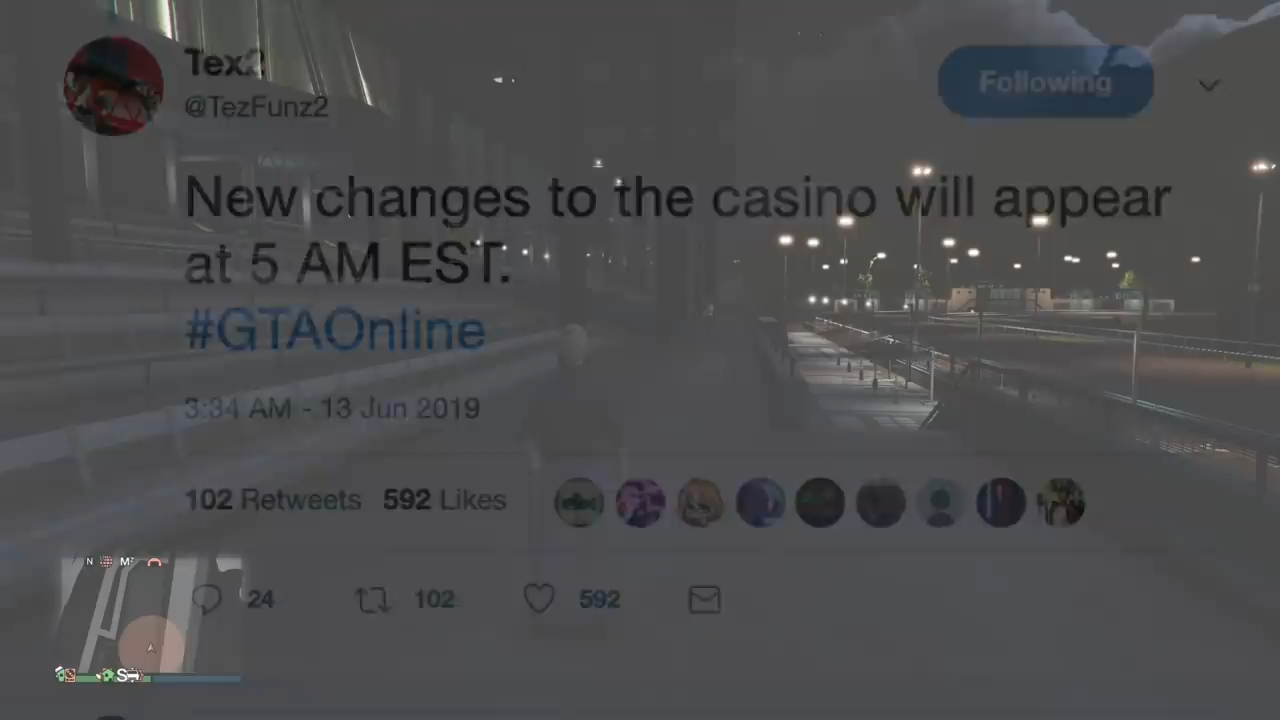 Tex2
@TezFunz2
Following
New changes to the casino will appear
at 5 AM EST.
#GTAOnline
3:34 AM - 13 Jun 2019
102 Retweets 592 Likes
24 102 592
N M
S